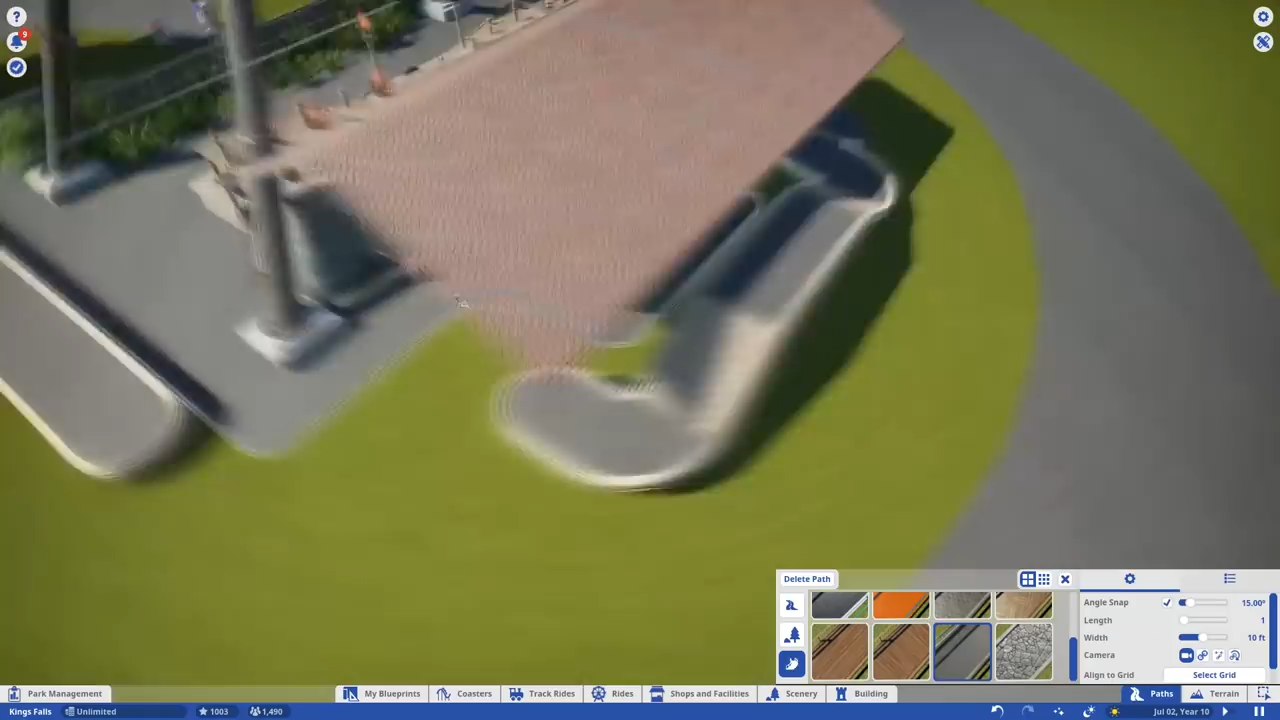 ?
9
Delete Path
Angle Snap 15.00°
Length 1
Width 10 ft
Camera
Align to Grid Select Grid
Park Management My Blueprints Coasters Track Rides Rides Shops and Facilities Scenery Building Paths Terrain
Kings Falls Unlimited 1003 1,490 Jul 02, Year 10